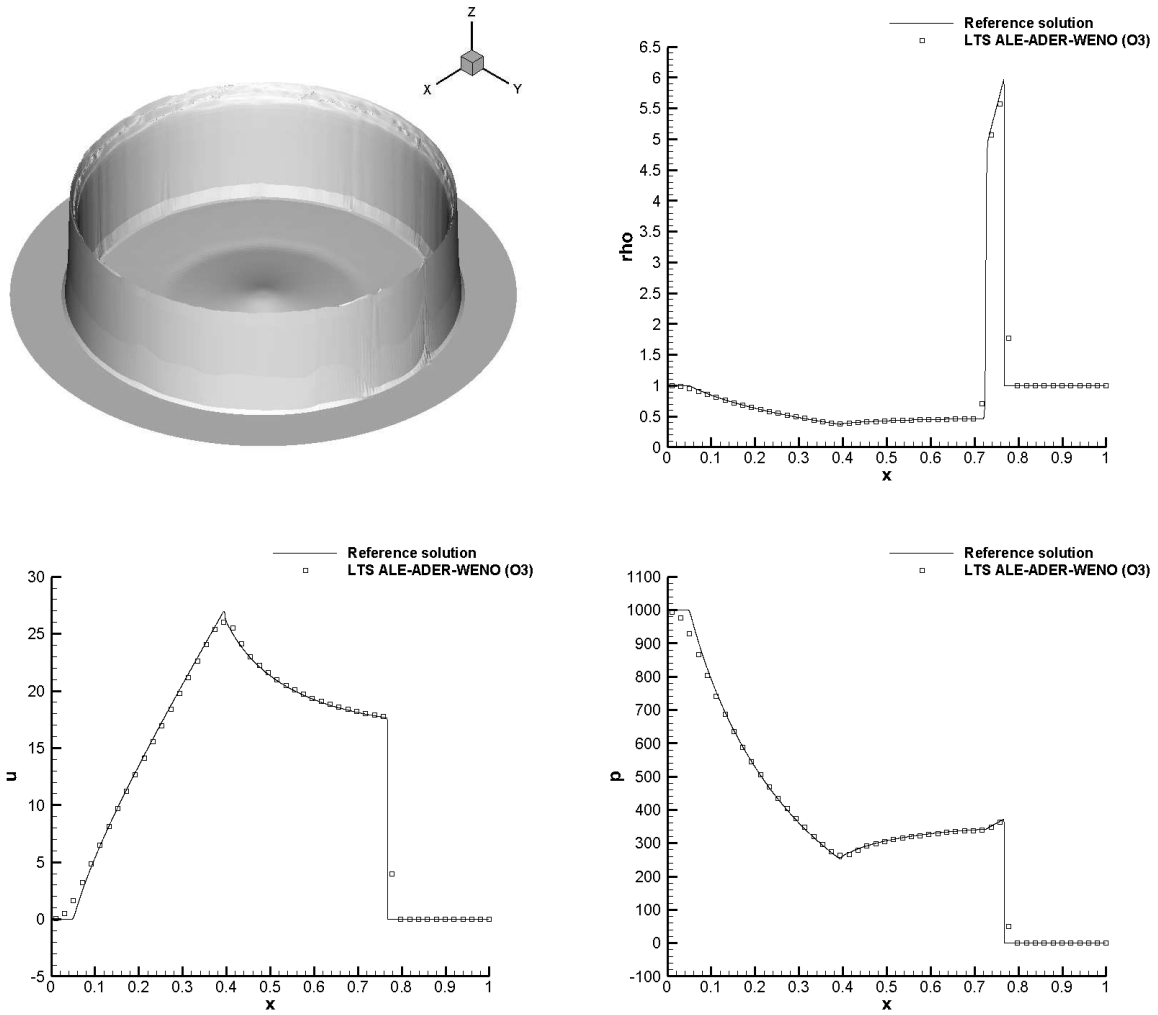 Z
X
Y
Reference solution
LTS ALE-ADER-WENO (O3)
rho
6.5
6
5.5
5
4.5
4
3.5
3
2.5
2
1.5
1
0.5
0
0 0.1 0.2 0.3 0.4 0.5 0.6 0.7 0.8 0.9 1
x
Reference solution
LTS ALE-ADER-WENO (O3)
u
30
25
20
15
10
5
0
-5
0 0.1 0.2 0.3 0.4 0.5 0.6 0.7 0.8 0.9 1
x
Reference solution
LTS ALE-ADER-WENO (O3)
p
1100
1000
900
800
700
600
500
400
300
200
100
0
-100
0 0.1 0.2 0.3 0.4 0.5 0.6 0.7 0.8 0.9 1
x